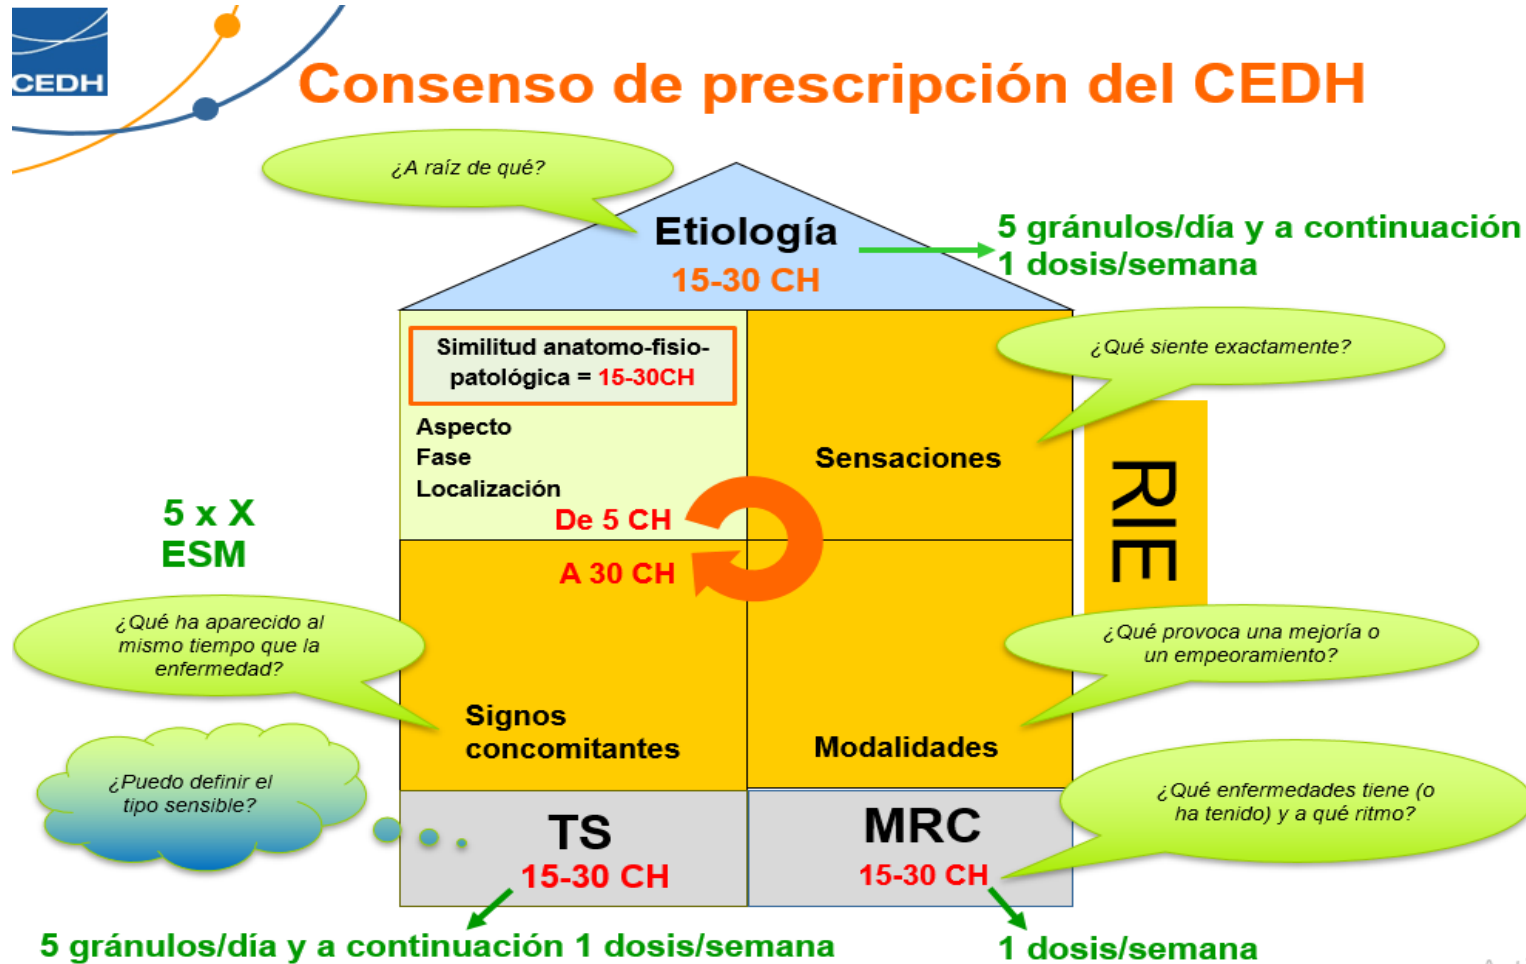 CEDH
Consenso de prescripción del CEDH
¿A raíz de qué?
Etiología
15-30 CH
5 gránulos/día y a continuación
1 dosis/semana
Similitud anatomo-fisio-
patológica = 15-30CH
Aspecto
Fase
Localización
De 5 CH
A 30 CH
¿Qué siente exactamente?
Sensaciones
RIE
5 x X
ESM
¿Qué ha aparecido al
mismo tiempo que la
enfermedad?
Signos
concomitantes
¿Qué provoca una mejoría o
un empeoramiento?
Modalidades
¿Puedo definir el
tipo sensible?
TS
15-30 CH
MRC
15-30 CH
¿Qué enfermedades tiene (o
ha tenido) y a qué ritmo?
5 gránulos/día y a continuación 1 dosis/semana
1 dosis/semana